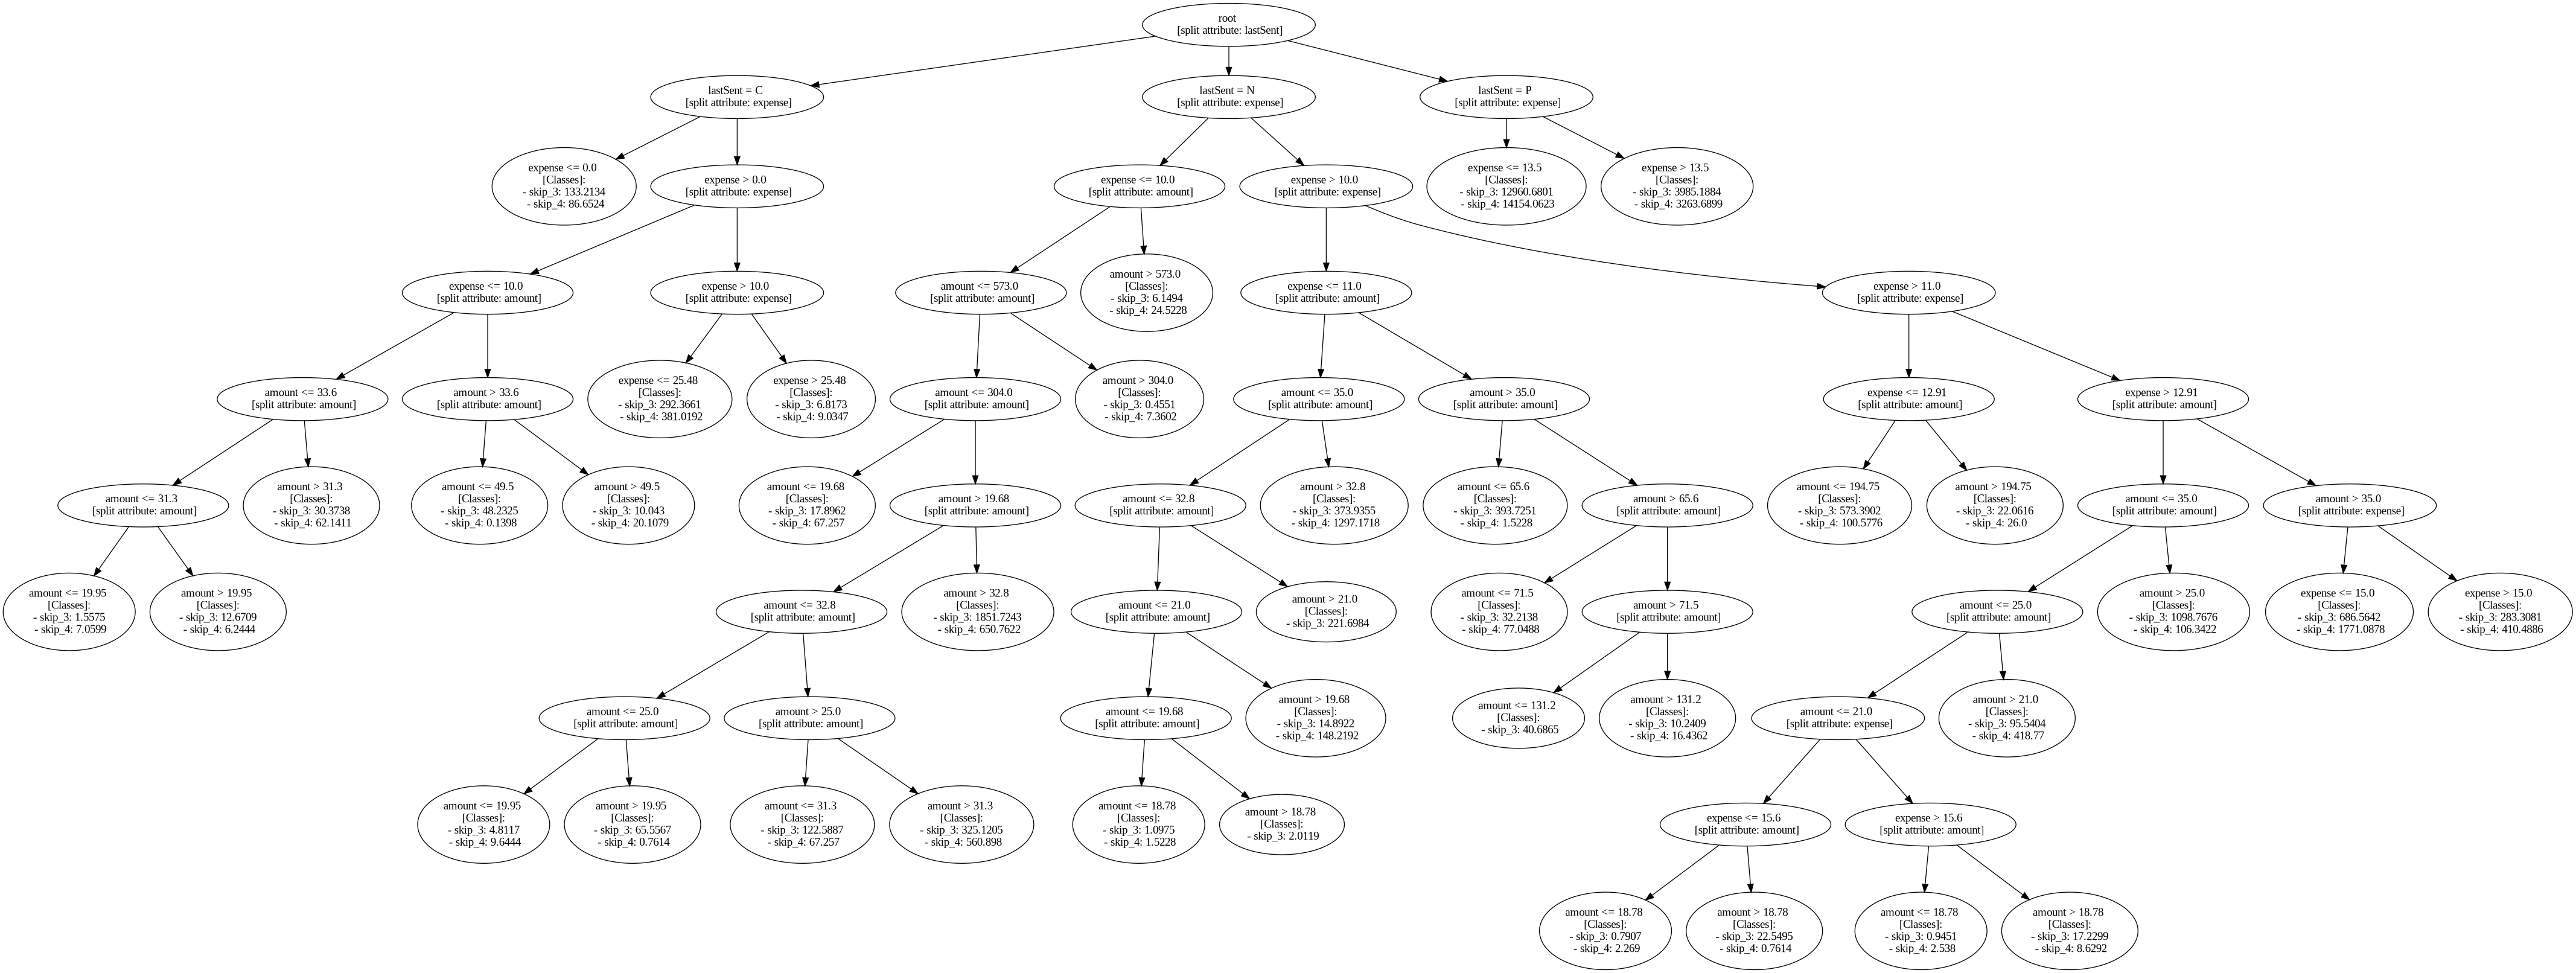 root
[split attribute: lastSent]
lastSent = C
[split attribute: expense]
lastSent = N
[split attribute: expense]
lastSent = P
[split attribute: expense]
expense <= 0.0
[Classes]:
- skip_3: 133.2134
- skip_4: 86.6524
expense > 0.0
[split attribute: expense]
expense <= 10.0
[split attribute: amount]
expense > 10.0
[split attribute: expense]
expense <= 13.5
[Classes]:
- skip_3: 12960.6801
- skip_4: 14154.0623
expense > 13.5
[Classes]:
- skip_3: 3985.1884
- skip_4: 3263.6899
expense <= 10.0
[split attribute: amount]
expense > 10.0
[split attribute: expense]
amount <= 573.0
[split attribute: amount]
amount > 573.0
[Classes]:
- skip_3: 6.1494
- skip_4: 24.5228
expense <= 11.0
[split attribute: amount]
expense > 11.0
[split attribute: expense]
amount <= 33.6
[split attribute: amount]
amount > 33.6
[split attribute: amount]
expense <= 25.48
[Classes]:
- skip_3: 292.3661
- skip_4: 381.0192
expense > 25.48
[Classes]:
- skip_3: 6.8173
- skip_4: 9.0347
amount <= 304.0
[split attribute: amount]
amount > 304.0
[Classes]:
- skip_3: 0.4551
- skip_4: 7.3602
amount <= 35.0
[split attribute: amount]
amount > 35.0
[split attribute: amount]
expense <= 12.91
[split attribute: amount]
expense > 12.91
[split attribute: amount]
amount <= 31.3
[split attribute: amount]
amount > 31.3
[Classes]:
- skip_3: 30.3738
- skip_4: 62.1411
amount <= 49.5
[Classes]:
- skip_3: 48.2325
- skip_4: 0.1398
amount > 49.5
[Classes]:
- skip_3: 10.043
- skip_4: 20.1079
amount <= 19.68
[Classes]:
- skip_3: 17.8962
- skip_4: 67.257
amount > 19.68
[split attribute: amount]
amount <= 32.8
[split attribute: amount]
amount > 32.8
[Classes]:
- skip_3: 373.9355
- skip_4: 1297.1718
amount <= 65.6
[Classes]:
- skip_3: 393.7251
- skip_4: 1.5228
amount > 65.6
[split attribute: amount]
amount <= 194.75
[Classes]:
- skip_3: 573.3902
- skip_4: 100.5776
amount > 194.75
[Classes]:
- skip_3: 22.0616
- skip_4: 26.0
amount <= 35.0
[split attribute: amount]
amount > 35.0
[split attribute: expense]
amount <= 19.95
[Classes]:
- skip_3: 1.5575
- skip_4: 7.0599
amount > 19.95
[Classes]:
- skip_3: 12.6709
- skip_4: 6.2444
amount <= 32.8
[split attribute: amount]
amount > 32.8
[Classes]:
- skip_3: 1851.7243
- skip_4: 650.7622
amount <= 21.0
[split attribute: amount]
amount > 21.0
[Classes]:
- skip_3: 221.6984
amount <= 71.5
[Classes]:
- skip_3: 32.2138
- skip_4: 77.0488
amount > 71.5
[split attribute: amount]
amount <= 25.0
[split attribute: amount]
amount > 25.0
[Classes]:
- skip_3: 1098.7676
- skip_4: 106.3422
expense <= 15.0
[Classes]:
- skip_3: 686.5642
- skip_4: 1771.0878
expense > 15.0
[Classes]:
- skip_3: 283.3081
- skip_4: 410.4886
amount <= 25.0
[split attribute: amount]
amount > 25.0
[split attribute: amount]
amount <= 19.68
[split attribute: amount]
amount > 19.68
[Classes]:
- skip_3: 14.8922
- skip_4: 148.2192
amount <= 131.2
[Classes]:
- skip_3: 40.6865
amount > 131.2
[Classes]:
- skip_3: 10.2409
- skip_4: 16.4362
amount <= 21.0
[split attribute: expense]
amount > 21.0
[Classes]:
- skip_3: 95.5404
- skip_4: 418.77
amount <= 19.95
[Classes]:
- skip_3: 4.8117
- skip_4: 9.6444
amount > 19.95
[Classes]:
- skip_3: 65.5567
- skip_4: 0.7614
amount <= 31.3
[Classes]:
- skip_3: 122.5887
- skip_4: 67.257
amount > 31.3
[Classes]:
- skip_3: 325.1205
- skip_4: 560.898
amount <= 18.78
[Classes]:
- skip_3: 1.0975
- skip_4: 1.5228
amount > 18.78
[Classes]:
- skip_3: 2.0119
expense <= 15.6
[split attribute: amount]
expense > 15.6
[split attribute: amount]
amount <= 18.78
[Classes]:
- skip_3: 0.7907
- skip_4: 2.269
amount > 18.78
[Classes]:
- skip_3: 22.5495
- skip_4: 0.7614
amount <= 18.78
[Classes]:
- skip_3: 0.9451
- skip_4: 2.538
amount > 18.78
[Classes]:
- skip_3: 17.2299
- skip_4: 8.6292